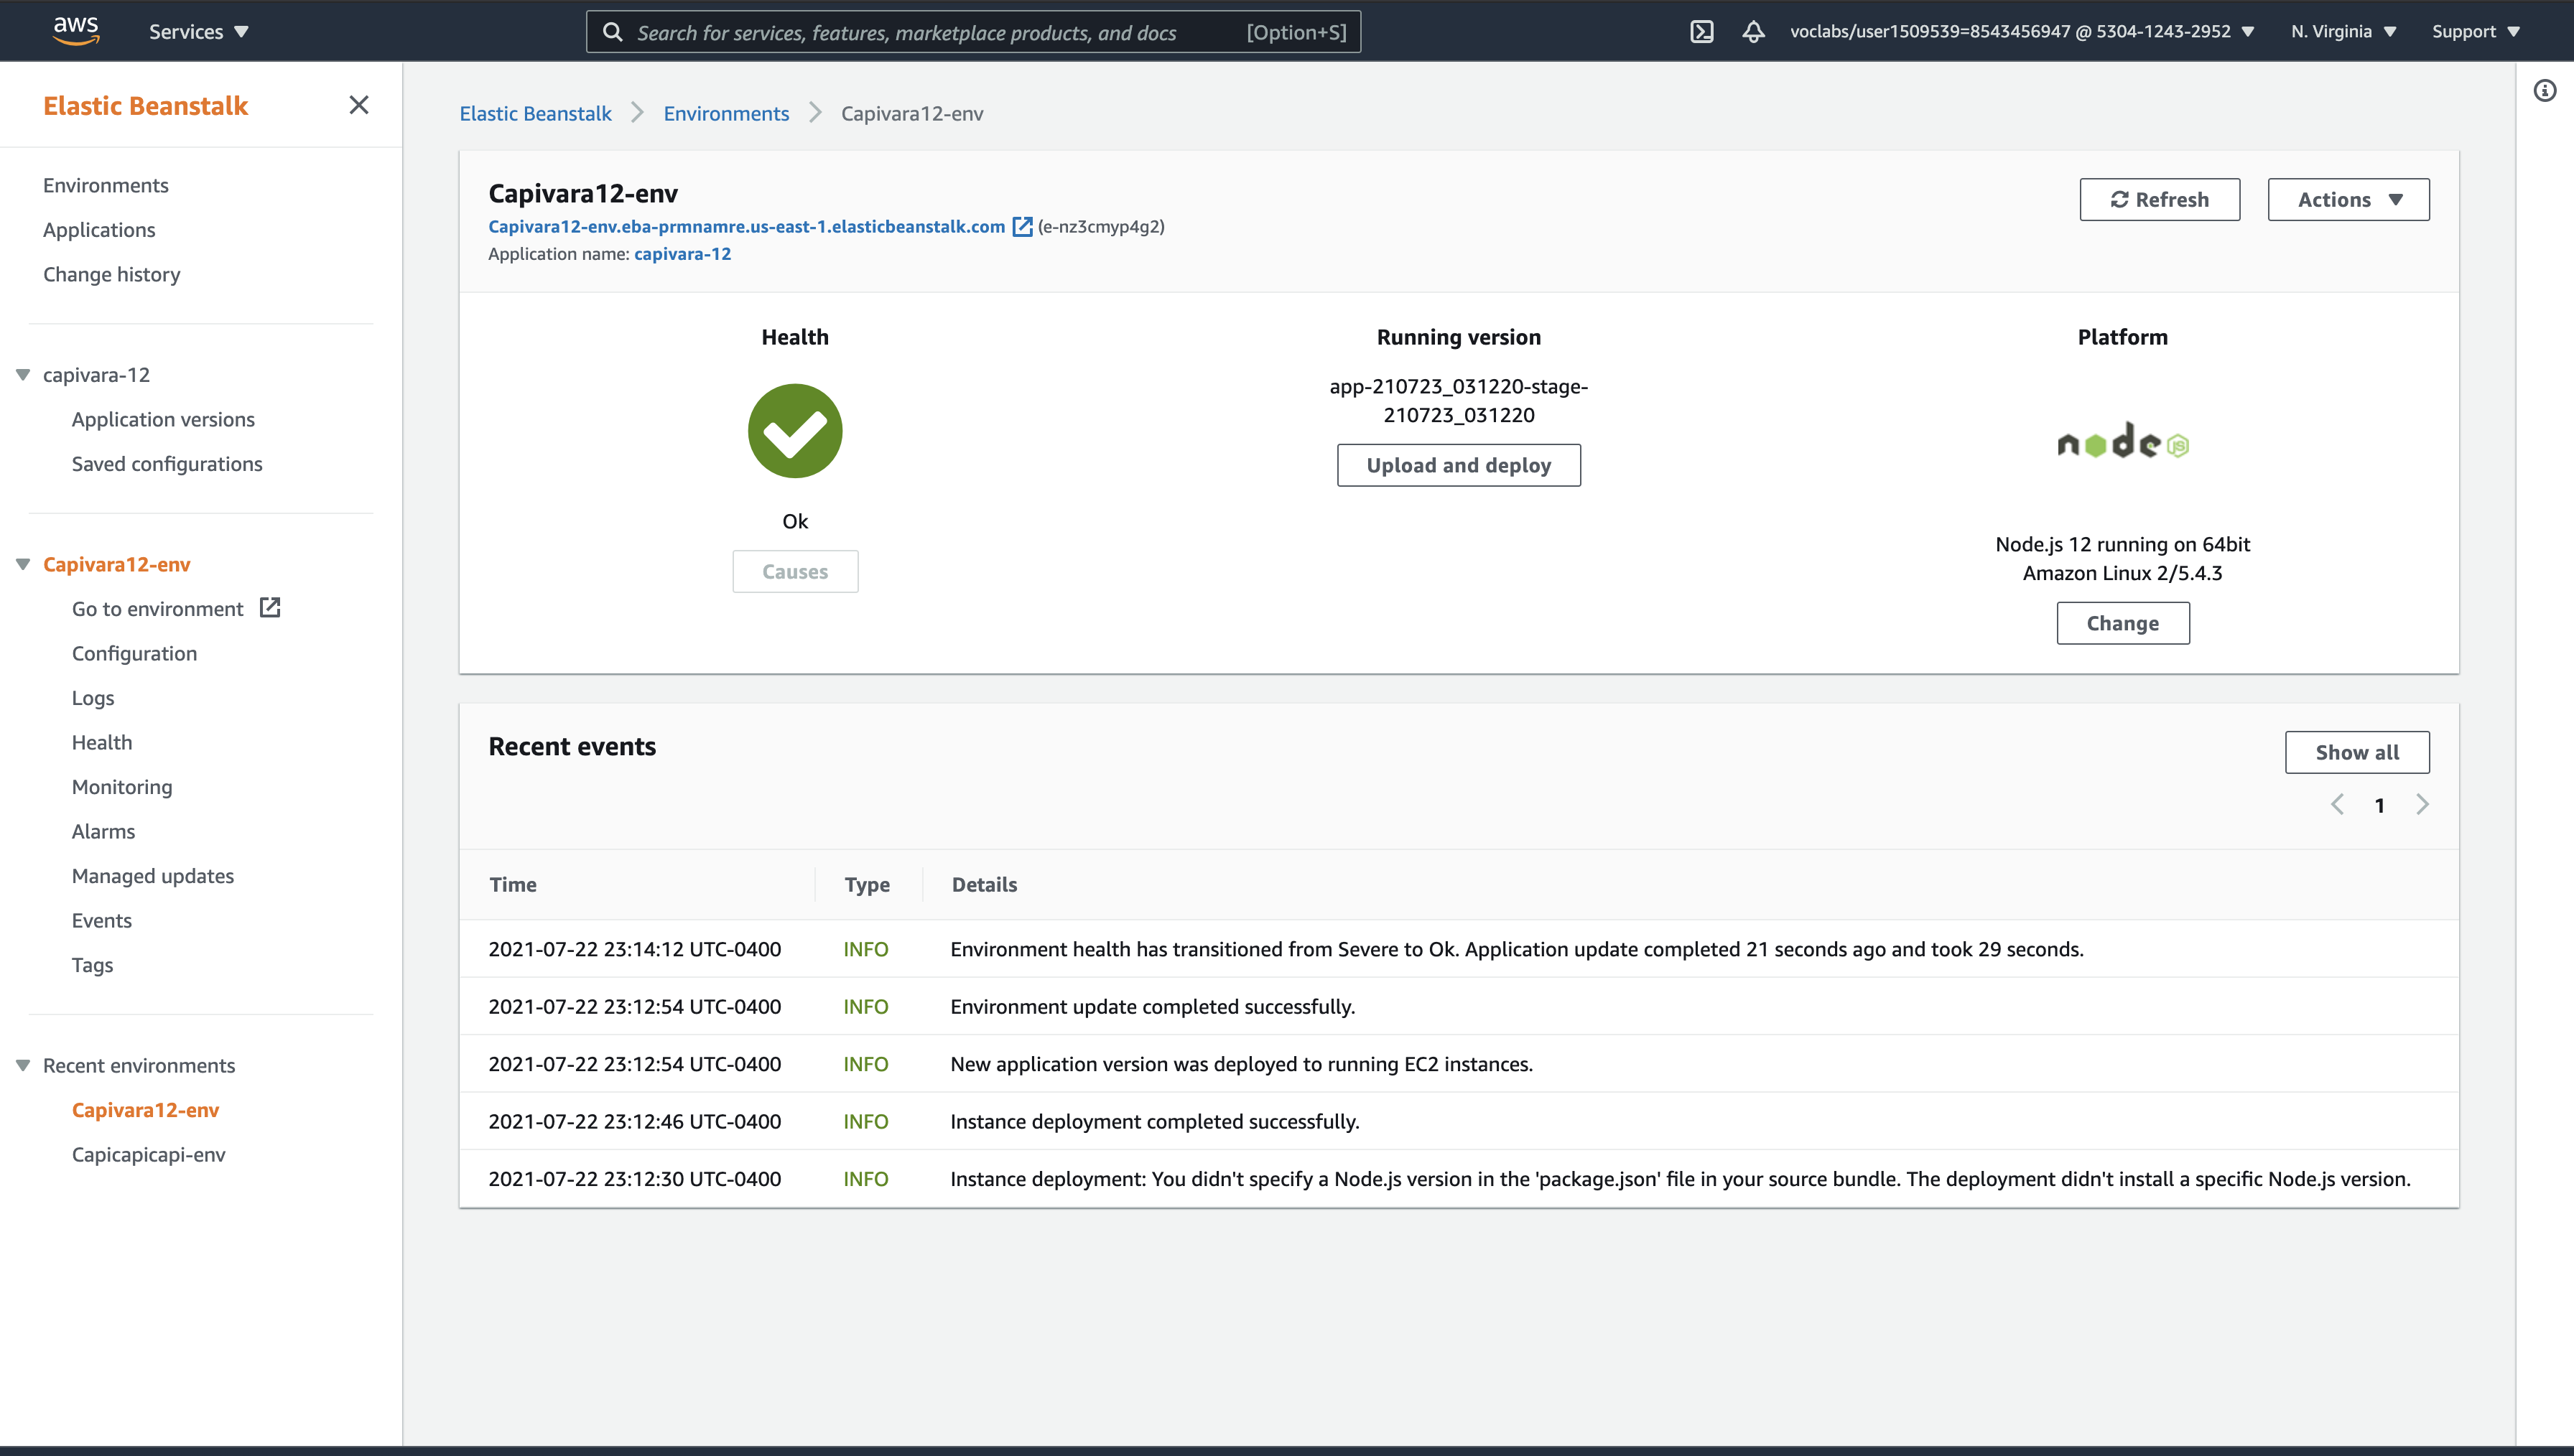 aws
Services
Search for services, features, marketplace products, and docs
[Option+S]
voclabs/user1509539=8543456947 @ 5304-1243-2952
N. Virginia
Support
Elastic Beanstalk
Environments
Applications
Change history
capivara-12
Application versions
Saved configurations
Capivara12-env
Go to environment
Configuration
Logs
Health
Monitoring
Alarms
Managed updates
Events
Tags
Recent environments
Capivara12-env
Capicapicapi-env
Elastic Beanstalk > Environments > Capivara12-env
Capivara12-env
Capivara12-env.eba-prmnamre.us-east-1.elasticbeanstalk.com (e-nz3cmyp4g2)
Application name: capivara-12
Refresh
Actions
Health
Ok
Causes
Running version
app-210723_031220-stage-
210723_031220
Upload and deploy
Platform
node JS
Node.js 12 running on 64bit
Amazon Linux 2/5.4.3
Change
Recent events
Show all
1
Time Type Details
2021-07-22 23:14:12 UTC-0400 INFO Environment health has transitioned from Severe to Ok. Application update completed 21 seconds ago and took 29 seconds.
2021-07-22 23:12:54 UTC-0400 INFO Environment update completed successfully.
2021-07-22 23:12:54 UTC-0400 INFO New application version was deployed to running EC2 instances.
2021-07-22 23:12:46 UTC-0400 INFO Instance deployment completed successfully.
2021-07-22 23:12:30 UTC-0400 INFO Instance deployment: You didn't specify a Node.js version in the 'package.json' file in your source bundle. The deployment didn't install a specific Node.js version.